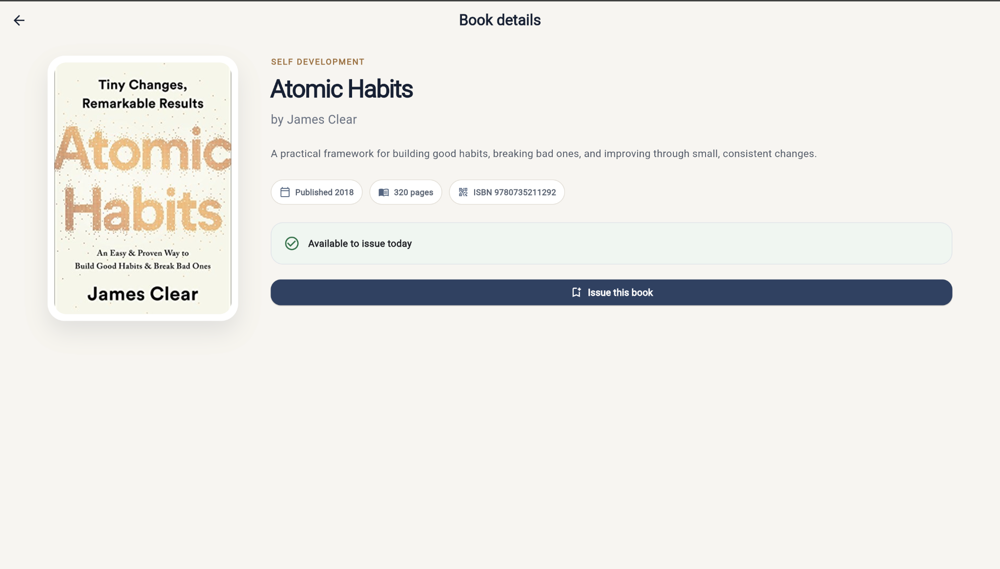 Book details
Tiny Changes,
Remarkable Results
Atomic
Habits
An Easy & Proven Way to
Build Good Habits & Break Bad Ones
James Clear
SELF DEVELOPMENT
Atomic Habits
by James Clear
A practical framework for building good habits, breaking bad ones, and improving through small, consistent changes.
Published 2018
320 pages
ISBN 9780735211292
Available to issue today
Issue this book